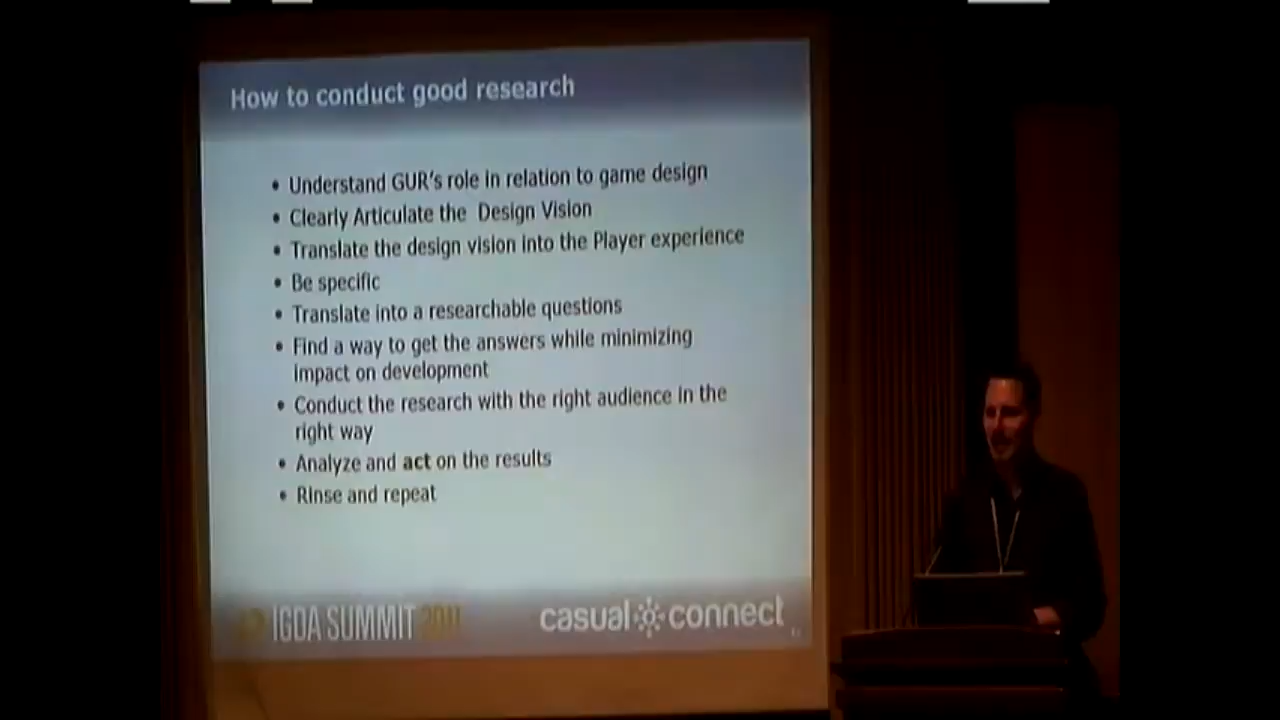 How to conduct good research
• Understand GUR's role in relation to game design
• Clearly Articulate the Design Vision
• Translate the design vision into the Player experience
• Be specific
• Translate into a researchable questions
• Find a way to get the answers while minimizing
impact on development
• Conduct the research with the right audience in the
right way
• Analyze and act on the results
• Rinse and repeat
IGDA SUMMIT 2011
casual connect